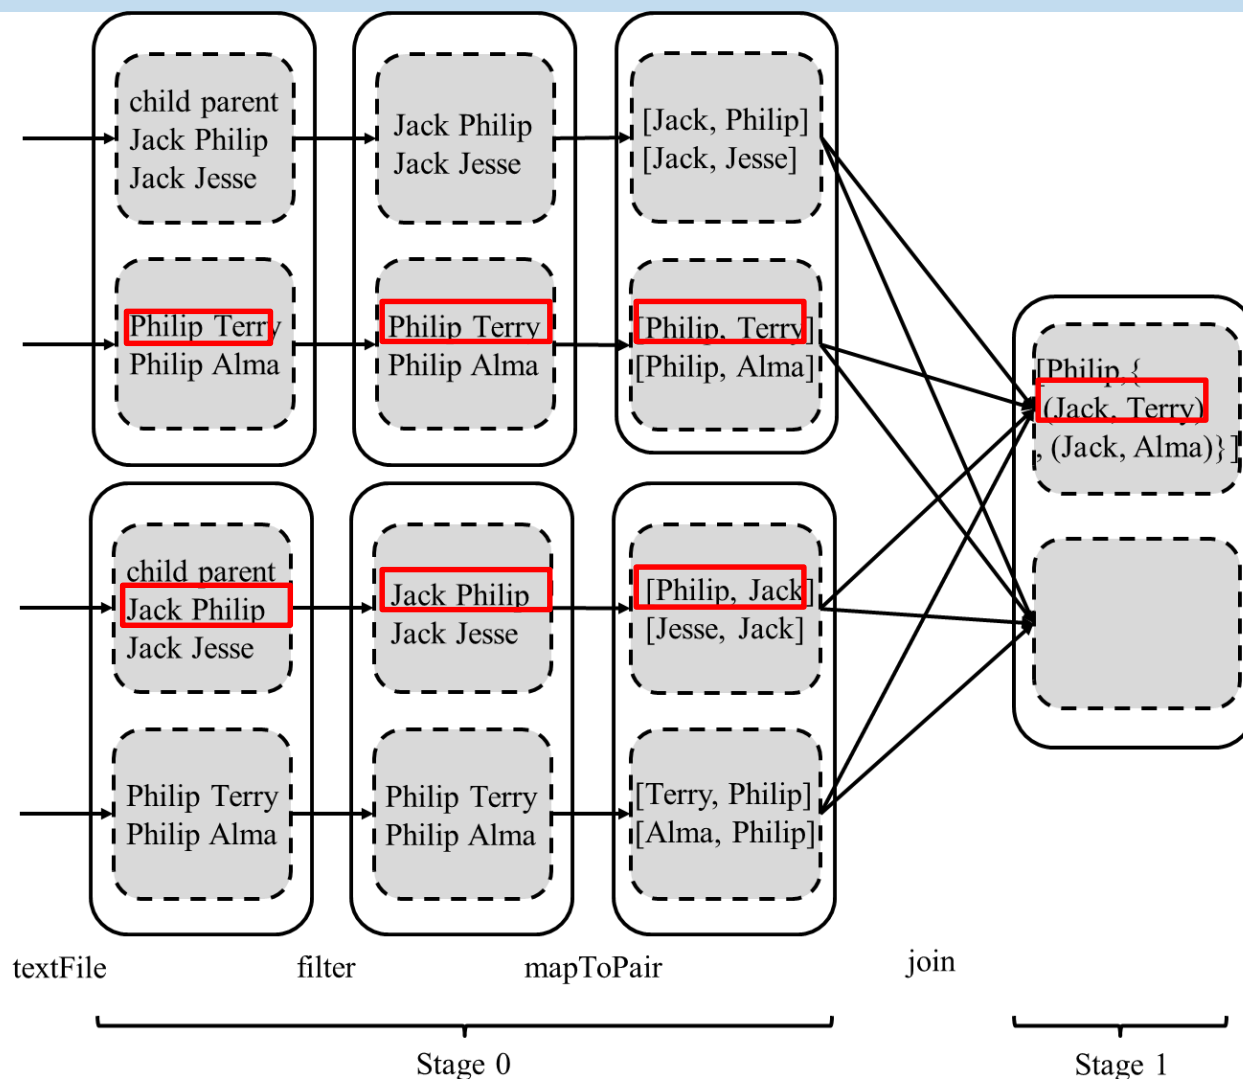 child parent
Jack Philip
Jack Jesse
Jack Philip
Jack Jesse
[Jack, Philip]
[Jack, Jesse]
Philip Terry
Philip Alma
Philip Terry
Philip Alma
[Philip, Terry]
[Philip, Alma]
[Philip,{
(Jack, Terry)
, (Jack, Alma)}]
child parent
Jack Philip
Jack Jesse
Jack Philip
Jack Jesse
[Philip, Jack]
[Jesse, Jack]
Philip Terry
Philip Alma
Philip Terry
Philip Alma
[Terry, Philip]
[Alma, Philip]
textFile
filter
mapToPair
join
Stage 0
Stage 1